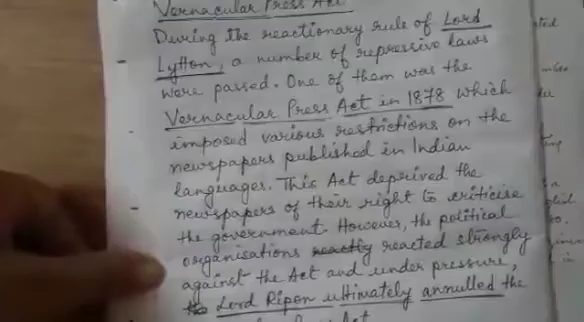 Vernacular Press Act
During the reactionary rule of Lord
Lytton, a number of repressive laws
were passed. One of them was the
Vernacular Press Act in 1878 which
imposed various restrictions on the
newspapers published in Indian
languages. This Act deprived the
newspapers of their right to criticise
the government. However, the political
organisations reacted strongly
against the Act and under pressure,
Lord Ripon ultimately annulled the
Act